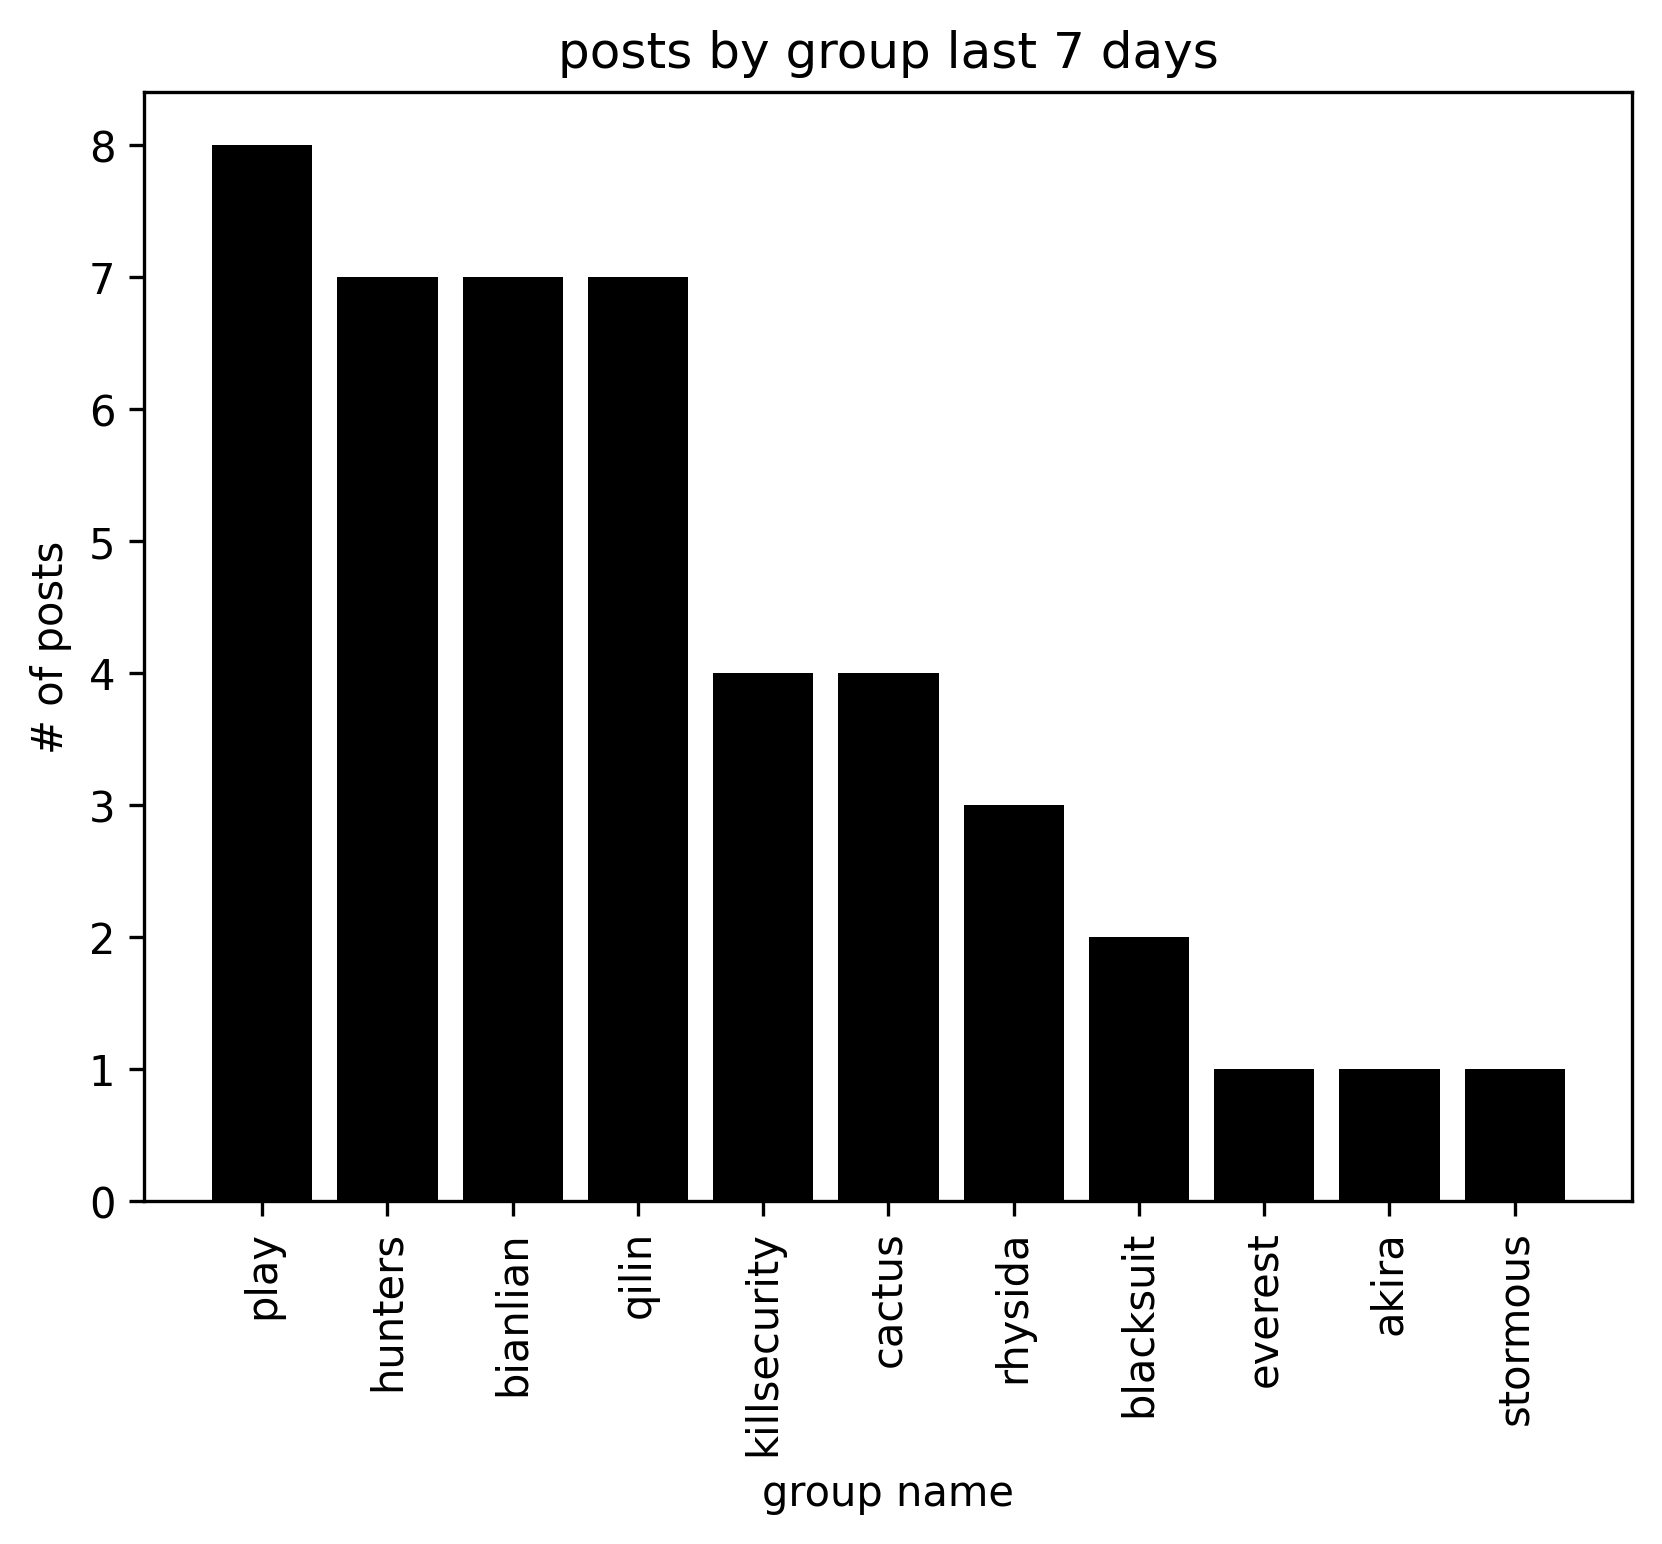 posts by group last 7 days
# of posts
8
7
6
5
4
3
2
1
0
play
hunters
bianlian
qilin
killsecurity
cactus
rhysida
blacksuit
everest
akira
stormous
group name